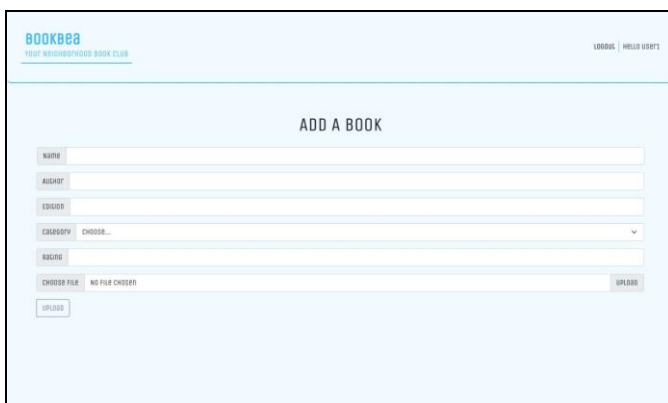 BOOKBEA
YOUR NEIGHBORHOOD BOOK CLUB
LOGOUT | HELLO USER1
ADD A BOOK
NAME
AUTHOR
EDITION
CATEGORY CHOOSE...
RATING
CHOOSE FILE NO FILE CHOSEN UPLOAD
UPLOAD